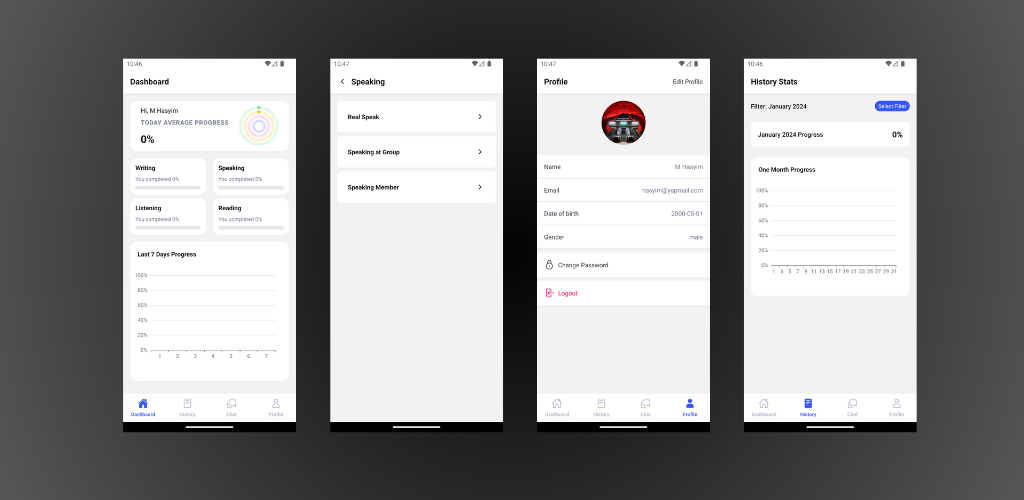 10:46
Dashboard
Hi, M Hasyim
TODAY AVERAGE PROGRESS
0%
Writing
You completed 0%
Speaking
You completed 0%
Listening
You completed 0%
Reading
You completed 0%
Last 7 Days Progress
100%
80%
60%
40%
20%
0%
1 2 3 4 5 6 7
Dashboard History Chat Profile
10:47
Speaking
Real Speak
Speaking at Group
Speaking Member
10:47
Profile Edit Profile
Name M Hasyim
Email hasyim@yopmail.com
Date of birth 2000-05-01
Gender male
Change Password
Logout
Dashboard History Chat Profile
10:46
History Stats
Filter: January 2024 Select Filter
January 2024 Progress 0%
One Month Progress
100%
80%
60%
40%
20%
0%
1 3 5 7 9 11 13 15 17 19 21 23 25 27 29 31
Dashboard History Chat Profile